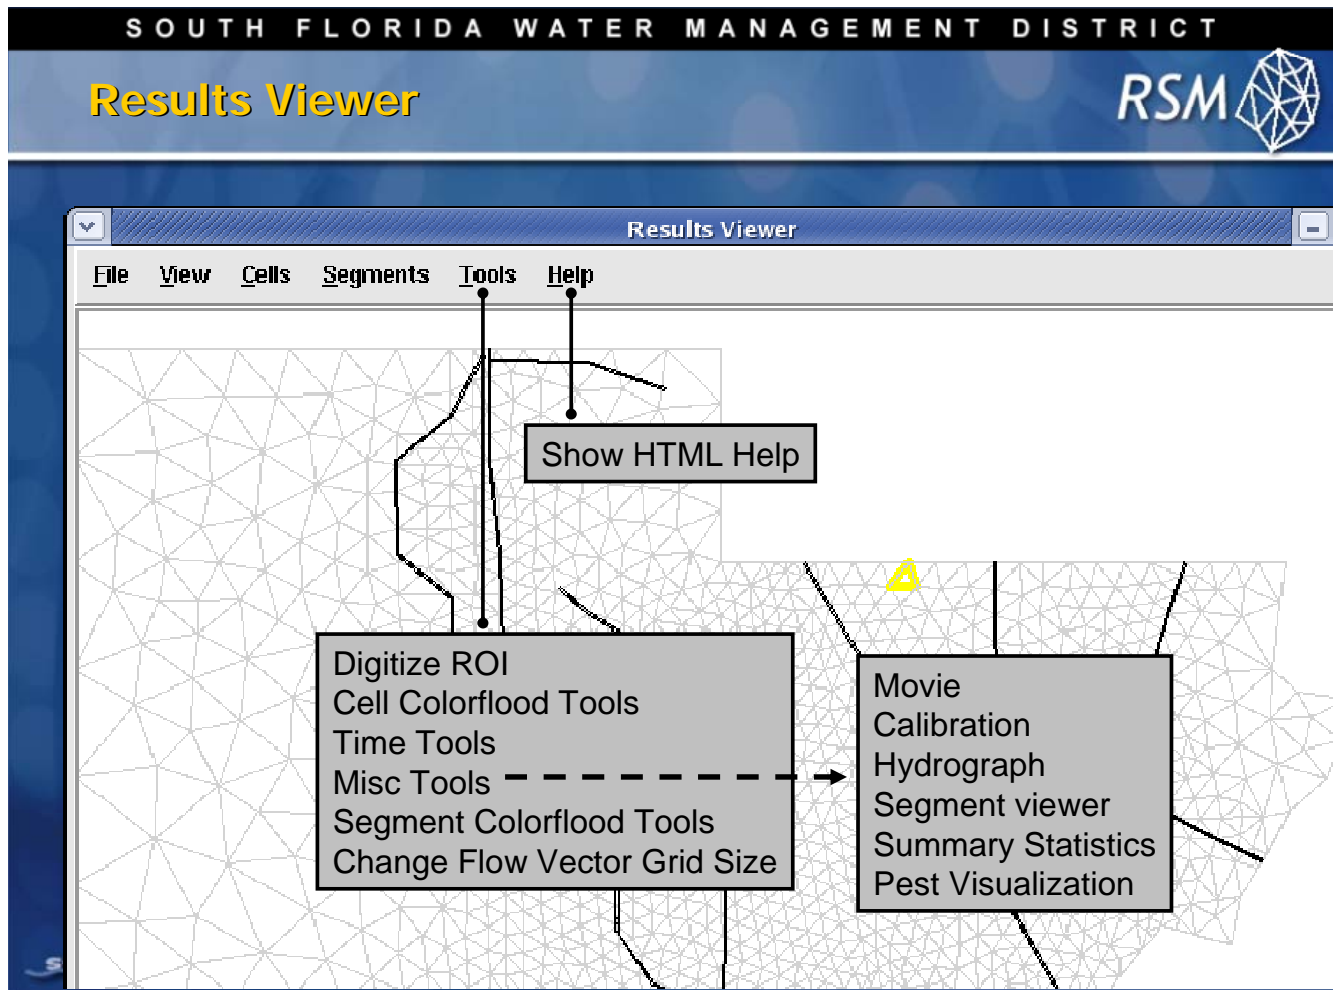 SOUTH FLORIDA WATER MANAGEMENT DISTRICT
Results Viewer
RSM
Results Viewer
File View Cells Segments Tools Help
Show HTML Help
Digitize ROI
Cell Colorflood Tools
Time Tools
Misc Tools
Segment Colorflood Tools
Change Flow Vector Grid Size
Movie
Calibration
Hydrograph
Segment viewer
Summary Statistics
Pest Visualization